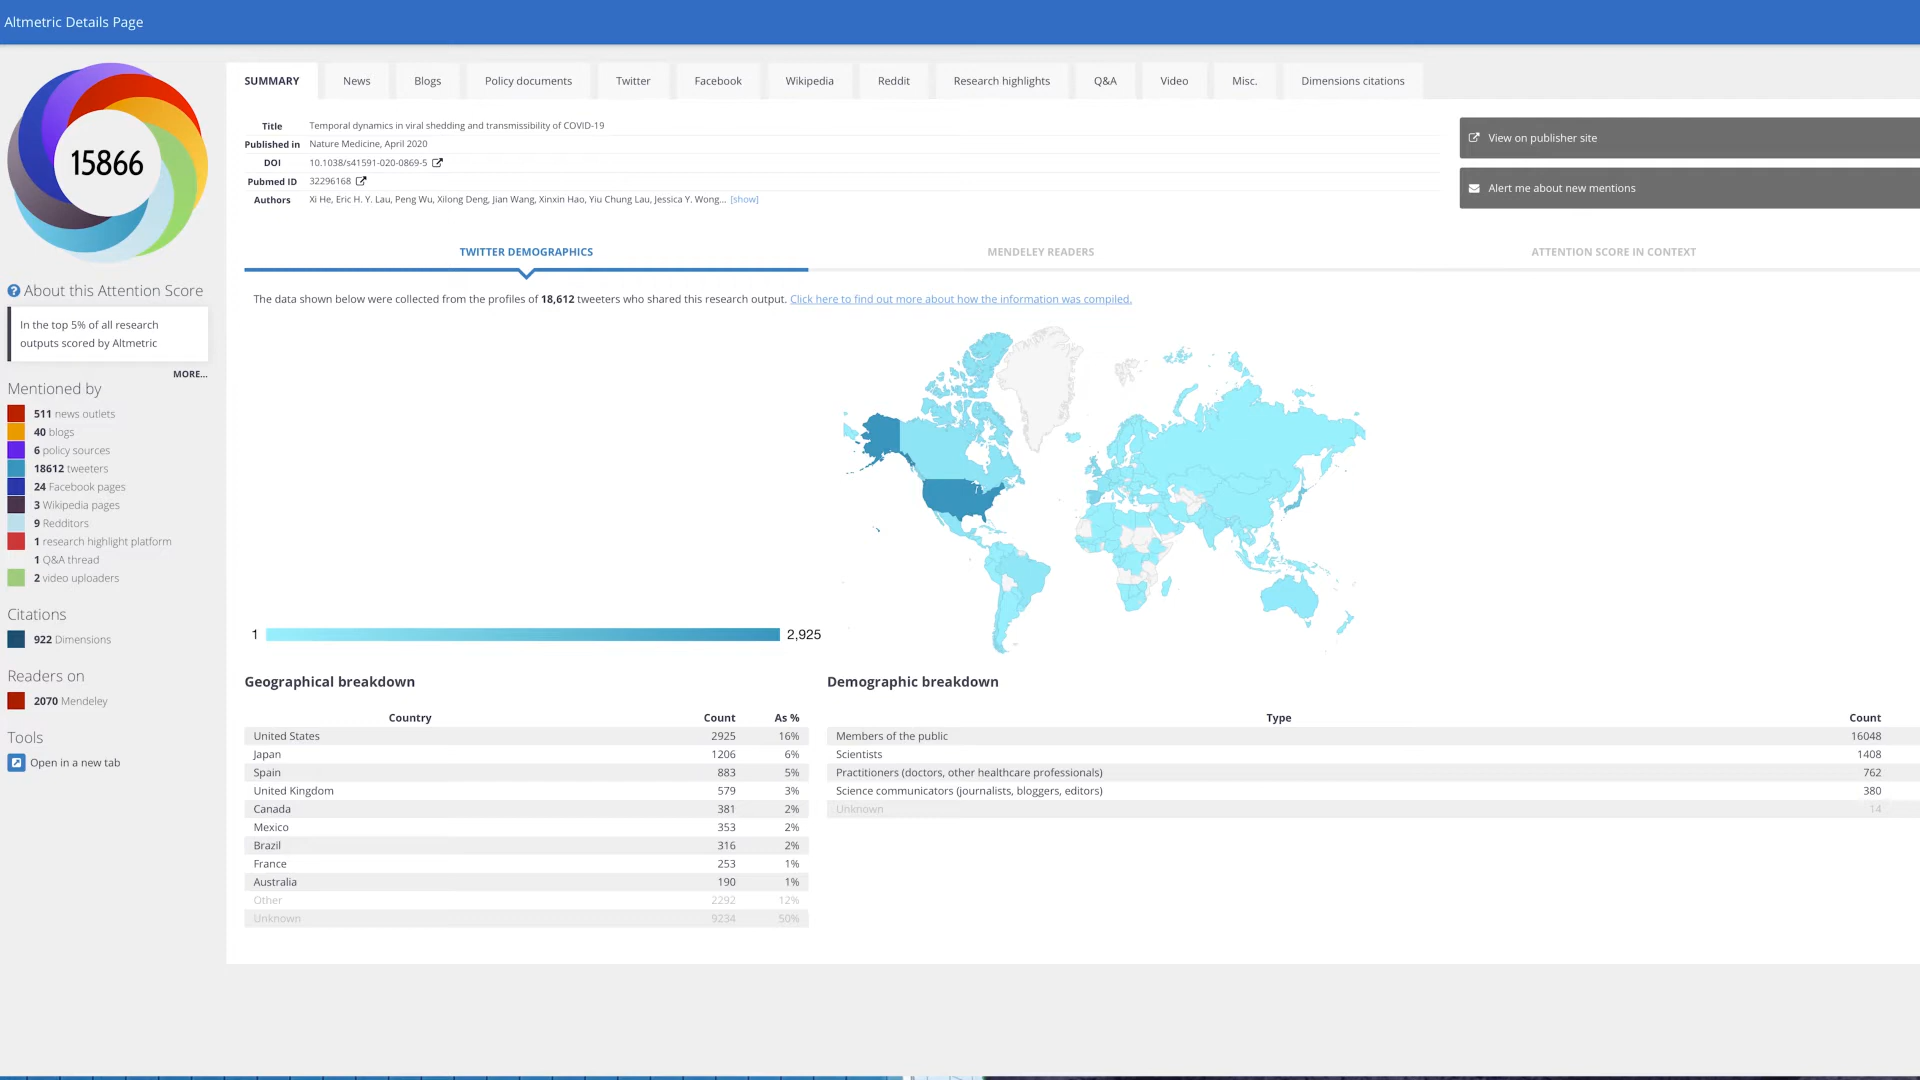 Altmetric Details Page
15866
SUMMARY News Blogs Policy documents Twitter Facebook Wikipedia Reddit Research highlights Q&A Video Misc. Dimensions citations
Title Temporal dynamics in viral shedding and transmissibility of COVID-19
Published in Nature Medicine, April 2020
DOI 10.1038/s41591-020-0869-5
Pubmed ID 32296168
Authors Xi He, Eric H. Y. Lau, Peng Wu, Xilong Deng, Jian Wang, Xinxin Hao, Yiu Chung Lau, Jessica Y. Wong... [show]
View on publisher site
Alert me about new mentions
About this Attention Score
In the top 5% of all research
outputs scored by Altmetric
MORE...
Mentioned by
511 news outlets
40 blogs
6 policy sources
18612 tweeters
24 Facebook pages
3 Wikipedia pages
9 Redditors
1 research highlight platform
1 Q&A thread
2 video uploaders
Citations
922 Dimensions
Readers on
2070 Mendeley
Tools
Open in a new tab
TWITTER DEMOGRAPHICS MENDELEY READERS ATTENTION SCORE IN CONTEXT
The data shown below were collected from the profiles of 18,612 tweeters who shared this research output. Click here to find out more about how the information was compiled.
1 2,925
Geographical breakdown
Country Count As %
United States 2925 16%
Japan 1206 6%
Spain 883 5%
United Kingdom 579 3%
Canada 381 2%
Mexico 353 2%
Brazil 316 2%
France 253 1%
Australia 190 1%
Other 2292 12%
Unknown 9234 50%
Demographic breakdown
Type Count
Members of the public 16048
Scientists 1408
Practitioners (doctors, other healthcare professionals) 762
Science communicators (journalists, bloggers, editors) 380
Unknown 14